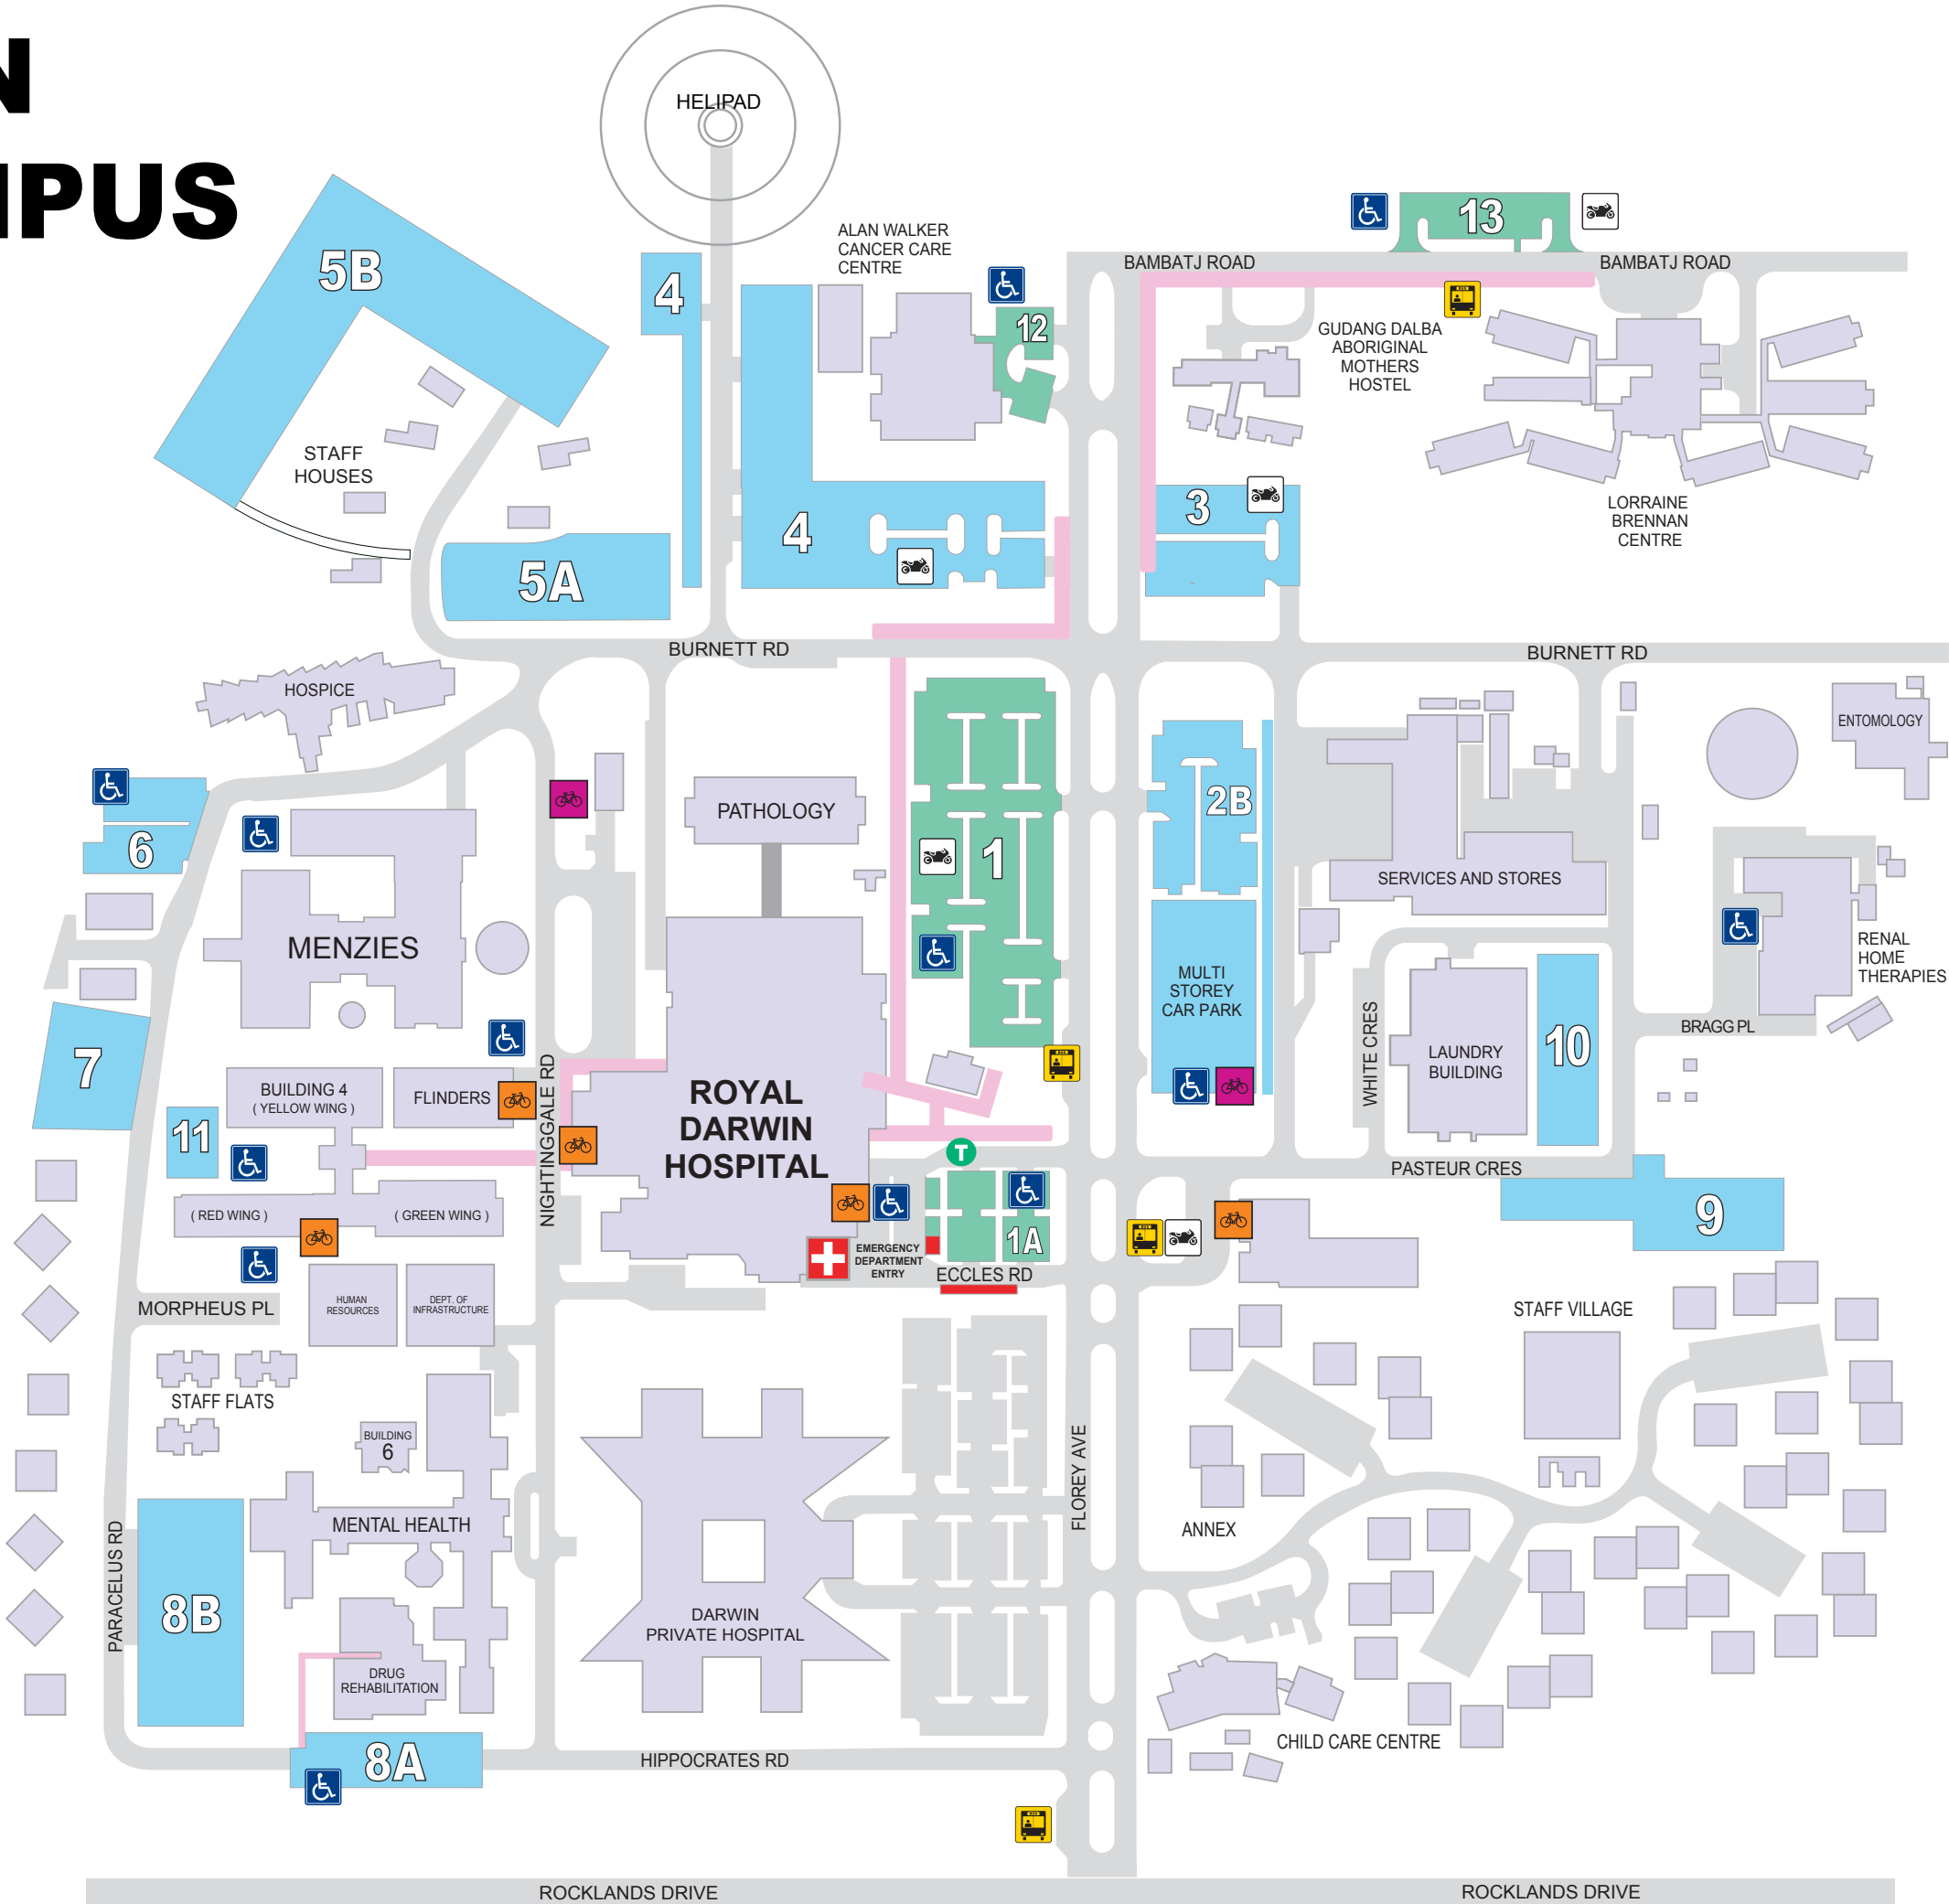 N
MPUS
HELIPAD
ALAN WALKER
CANCER CARE
CENTRE
13
BAMBATJ ROAD
BAMBATJ ROAD
5B
4
12
GUDANG DALBA
ABORIGINAL
MOTHERS
HOSTEL
STAFF
HOUSES
3
4
5A
LORRAINE
BRENNAN
CENTRE
BURNETT RD
BURNETT RD
HOSPICE
ENTOMOLOGY
PATHOLOGY
2B
6
1
SERVICES AND STORES
MENZIES
RENAL
HOME
THERAPIES
MULTI
STOREY
CAR PARK
7
WHITE CRES
LAUNDRY
BUILDING
10
BRAGG PL
BUILDING 4
( YELLOW WING )
FLINDERS
NIGHTINGGALE RD
ROYAL
DARWIN
HOSPITAL
11
T
PASTEUR CRES
( RED WING )
( GREEN WING )
9
1A
EMERGENCY
DEPARTMENT
ENTRY
ECCLES RD
MORPHEUS PL
HUMAN
RESOURCES
DEPT. OF
INFRASTRUCTURE
STAFF VILLAGE
STAFF FLATS
BUILDING
6
FLOREY AVE
ANNEX
MENTAL HEALTH
PARACELUS RD
8B
DARWIN
PRIVATE HOSPITAL
DRUG
REHABILITATION
CHILD CARE CENTRE
8A
HIPPOCRATES RD
ROCKLANDS DRIVE
ROCKLANDS DRIVE